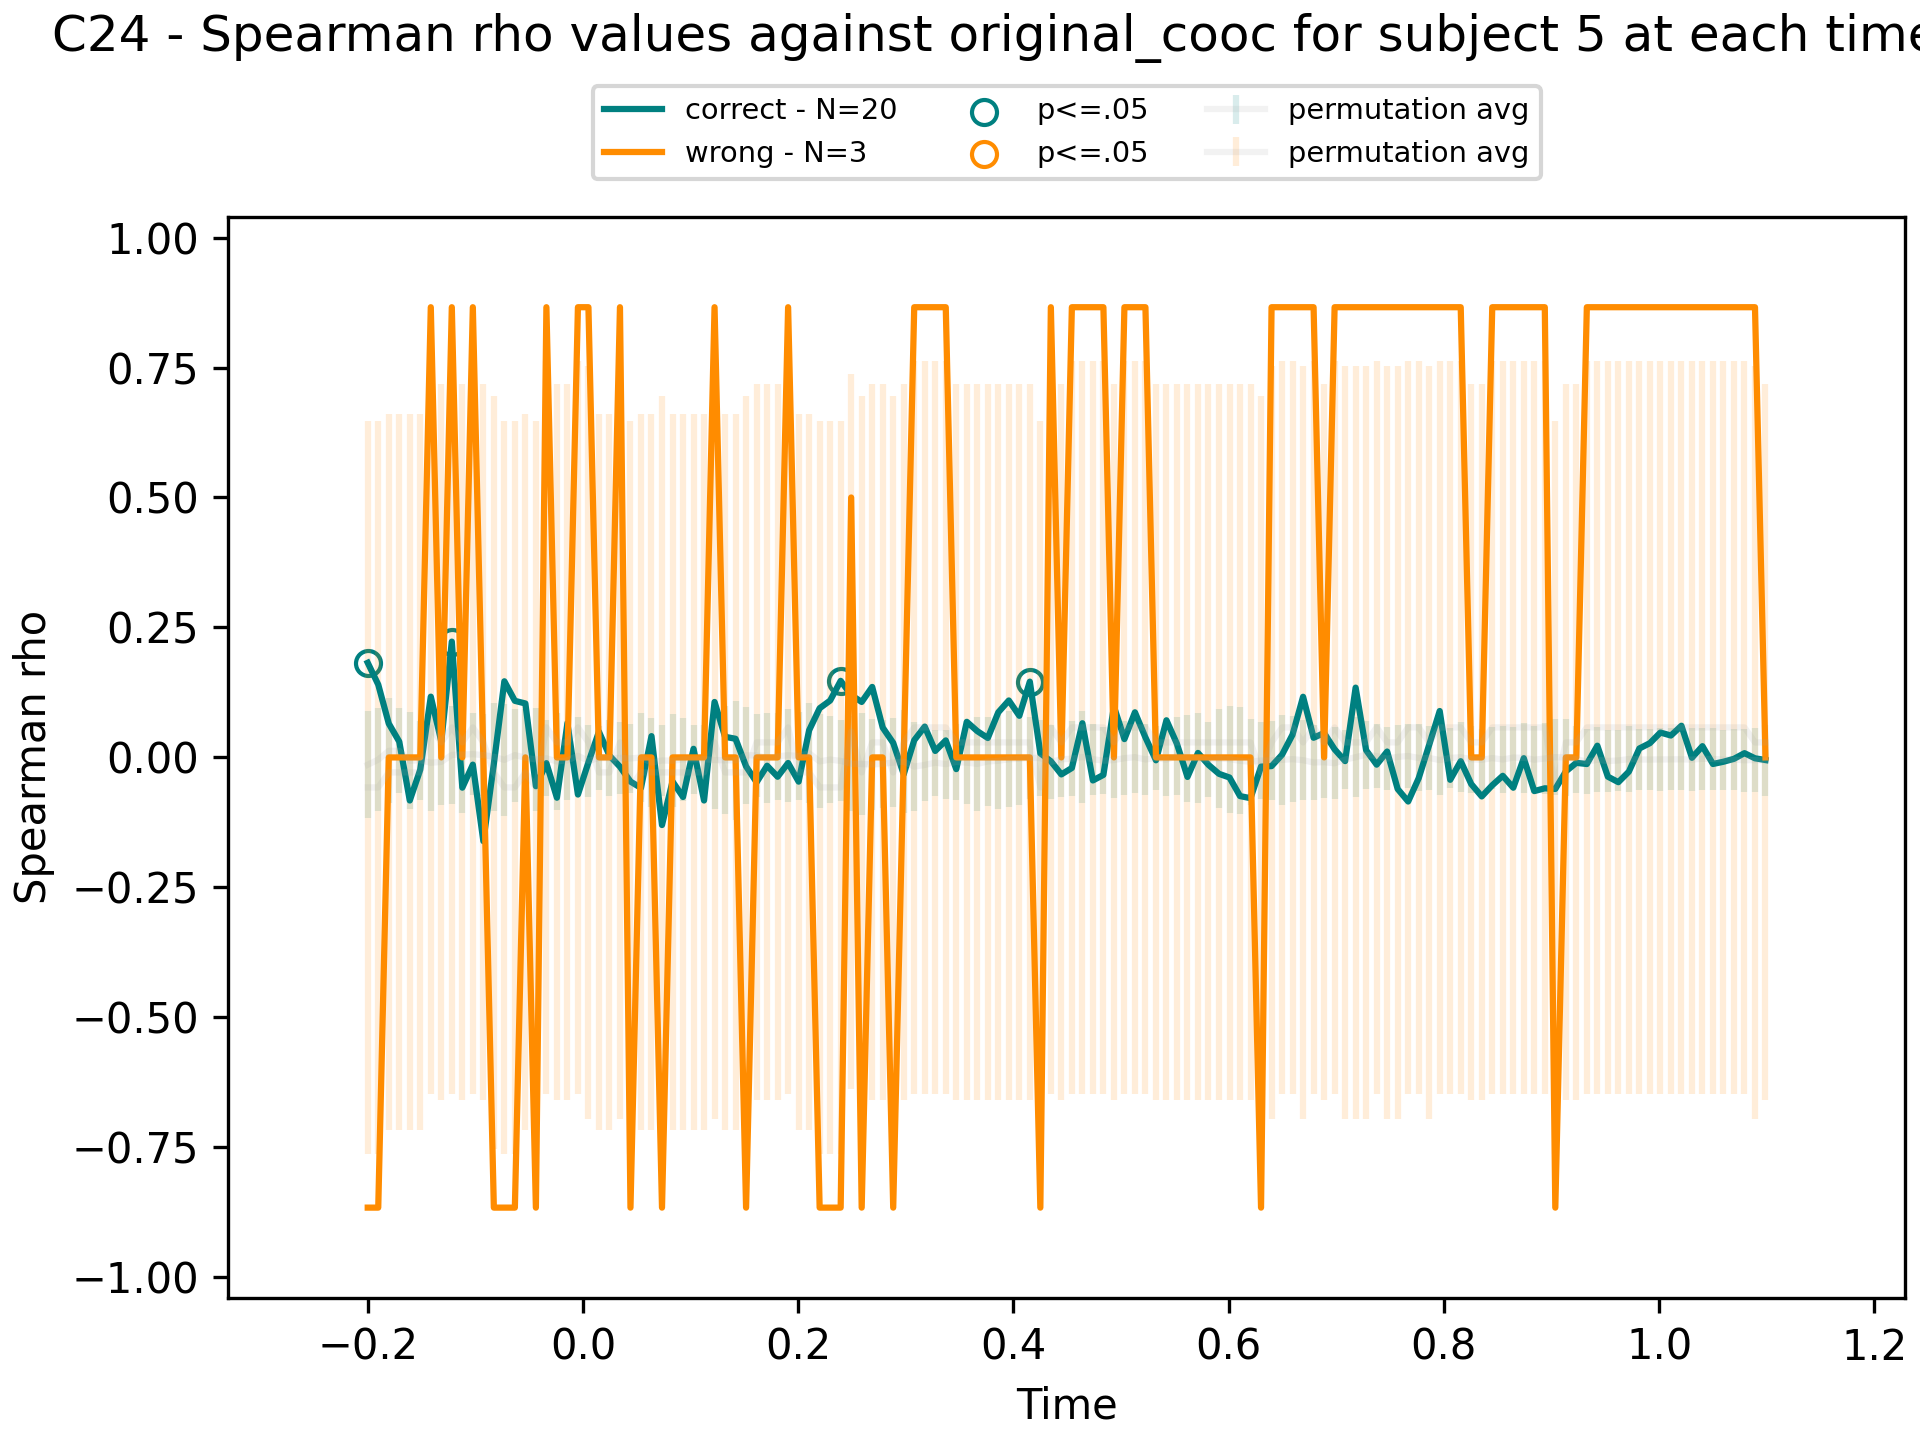 C24 - Spearman rho values against original_cooc for subject 5 at each time
correct - N=20 p<=.05 permutation avg
wrong - N=3 p<=.05 permutation avg
1.00
0.75
0.50
0.25
0.00
−0.25
−0.50
−0.75
−1.00
Spearman rho
−0.2 0.0 0.2 0.4 0.6 0.8 1.0 1.2
Time